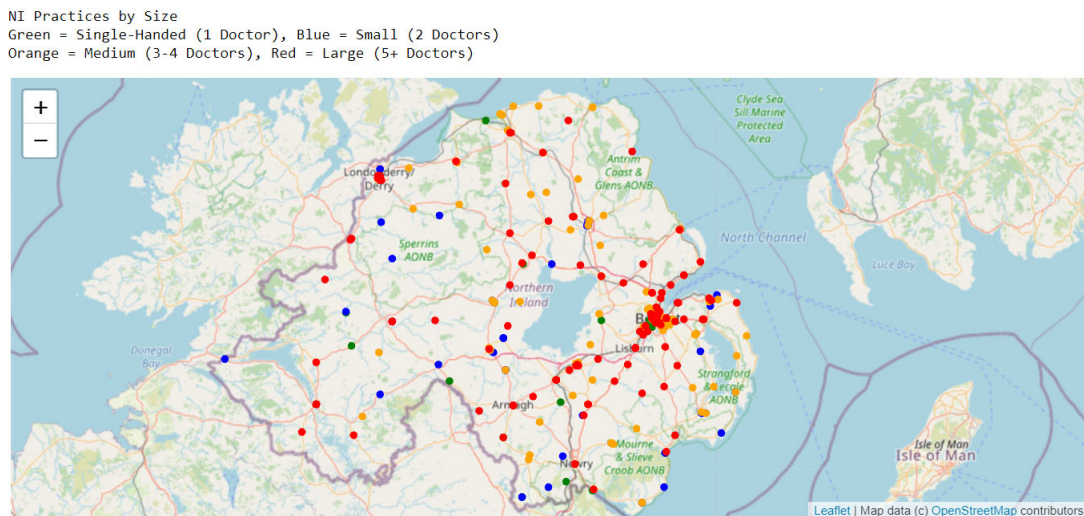 NI Practices by Size
Green = Single-Handed (1 Doctor), Blue = Small (2 Doctors)
Orange = Medium (3-4 Doctors), Red = Large (5+ Doctors)
+
−
Clyde Sea
Sill Marine
Protected
Area
Londonderry/
Derry
Antrim
Coast &
Glens AONB
North Channel
Sperrins
AONB
Luce Bay
Northern
Ireland
Donegal
Bay
Lisburn
Strangford
& Lecale
AONB
Armagh
Mourne
& Slieve
Croob AONB
Newry
Isle of Man
Isle of Man
Leaflet | Map data (c) OpenStreetMap contributors